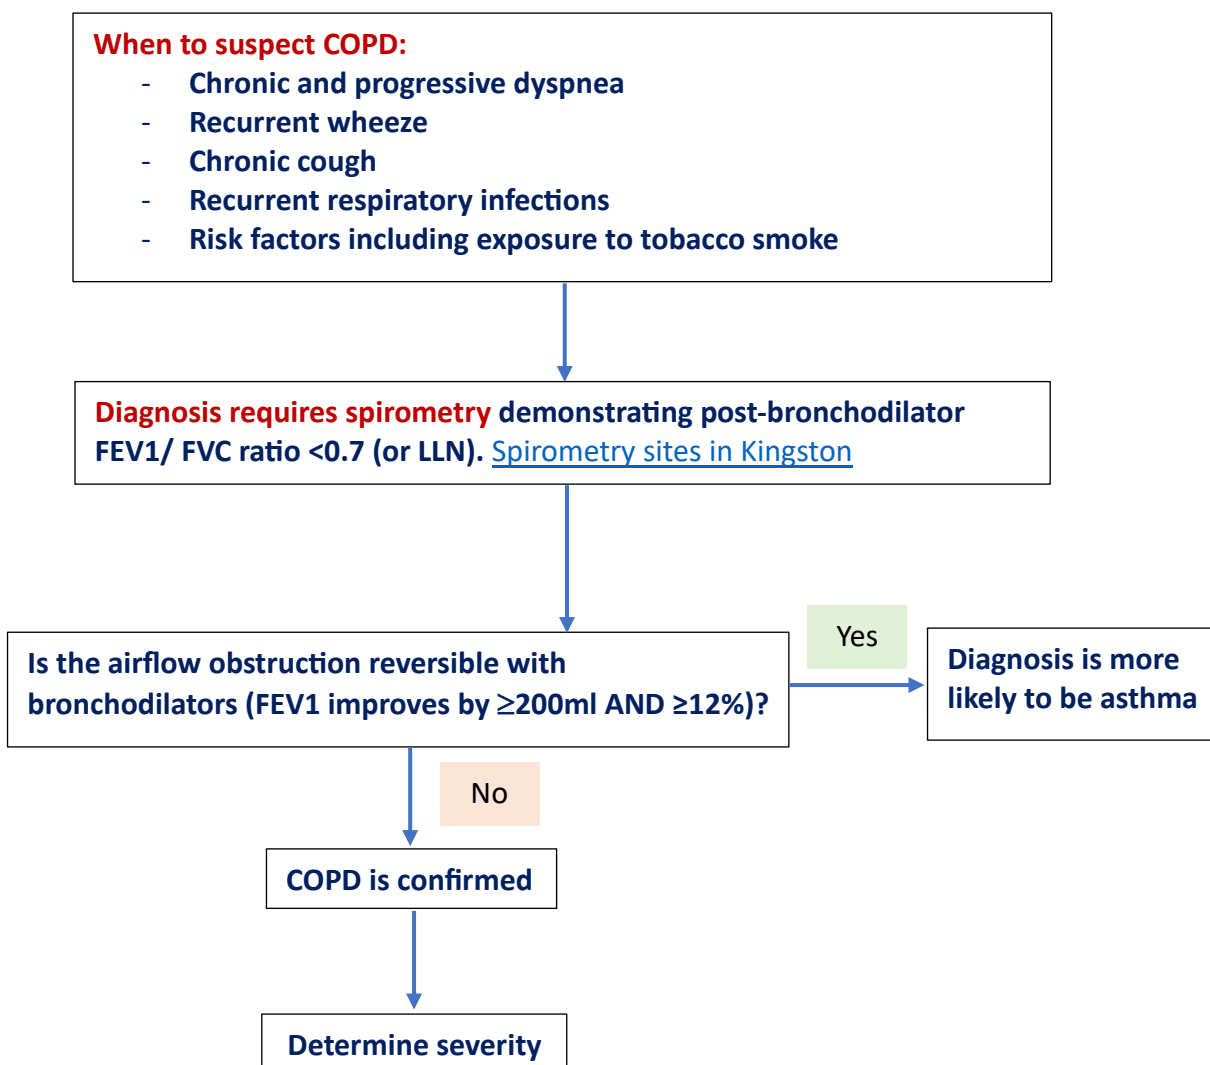 When to suspect COPD:
- Chronic and progressive dyspnea
- Recurrent wheeze
- Chronic cough
- Recurrent respiratory infections
- Risk factors including exposure to tobacco smoke
Diagnosis requires spirometry demonstrating post-bronchodilator
FEV1/ FVC ratio <0.7 (or LLN). Spirometry sites in Kingston
Is the airflow obstruction reversible with
bronchodilators (FEV1 improves by ≥200ml AND ≥12%)?
Yes
Diagnosis is more
likely to be asthma
No
COPD is confirmed
Determine severity